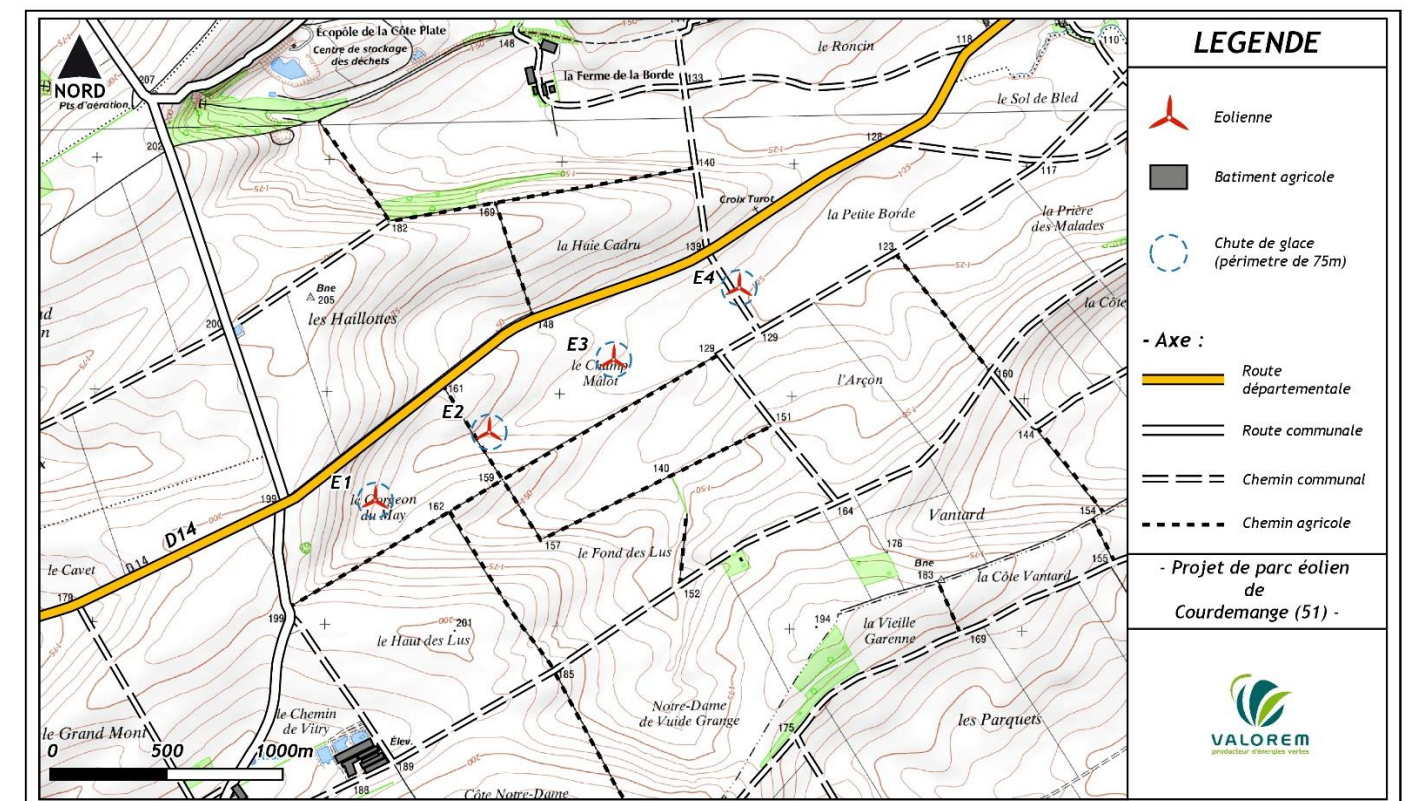 Écopôle de la Côte Plate
Centre de stockage
des déchets
148
le Roncin
118
110
NORD
Pts d'aération
207
la Ferme de la Borde
133
le Sol de Bled
202
128
140
117
Croix Turot
169
182
la Petite Borde
la Prière
des Malades
la Haie Cadru
139
123
E4
la Côte
Bne
205
les Haillottes
200
148
129
E3
129
le Champ
Malot
l'Arçon
160
161
E2
151
144
159
140
E1
le Gorgeon
du May
199
162
164
Vantard
154
D14
157
le Fond des Lus
176
155
D14
le Cavet
Bne
183
la Côte Vantard
179
152
199
201
le Haut des Lus
194
la Vieille
Garenne
169
185
le Chemin
de Vitry
Notre-Dame
de Vuide Grange
les Parquets
le Grand Mont
Élev.
175
0 500 1000m
189
188
Côte Notre-Dame
LEGENDE
Eolienne
Batiment agricole
Chute de glace
(périmetre de 75m)
- Axe :
Route
départementale
Route communale
Chemin communal
Chemin agricole
- Projet de parc éolien
de
Courdemange (51) -
VALOREM
producteur d'énergies vertes